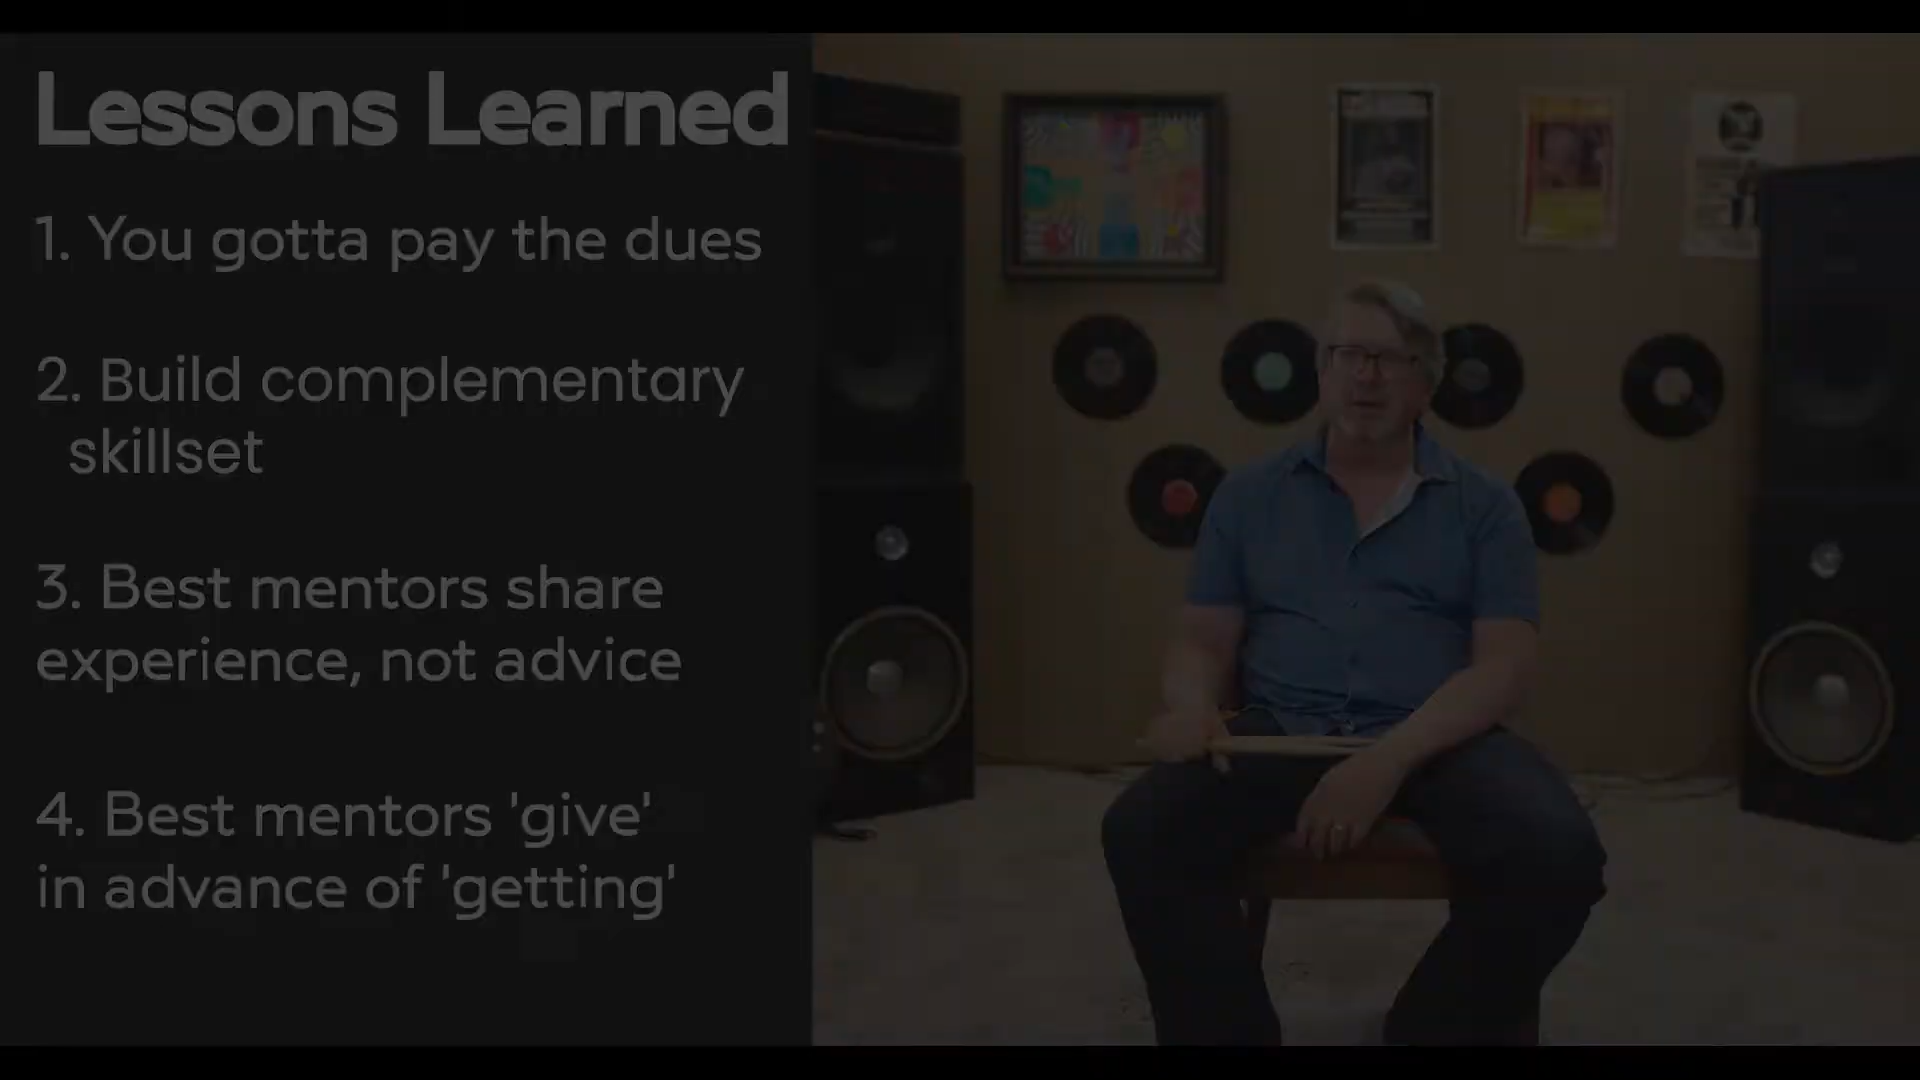 Lessons Learned
1. You gotta pay the dues
2. Build complementary
skillset
3. Best mentors share
experience, not advice
4. Best mentors 'give'
in advance of 'getting'